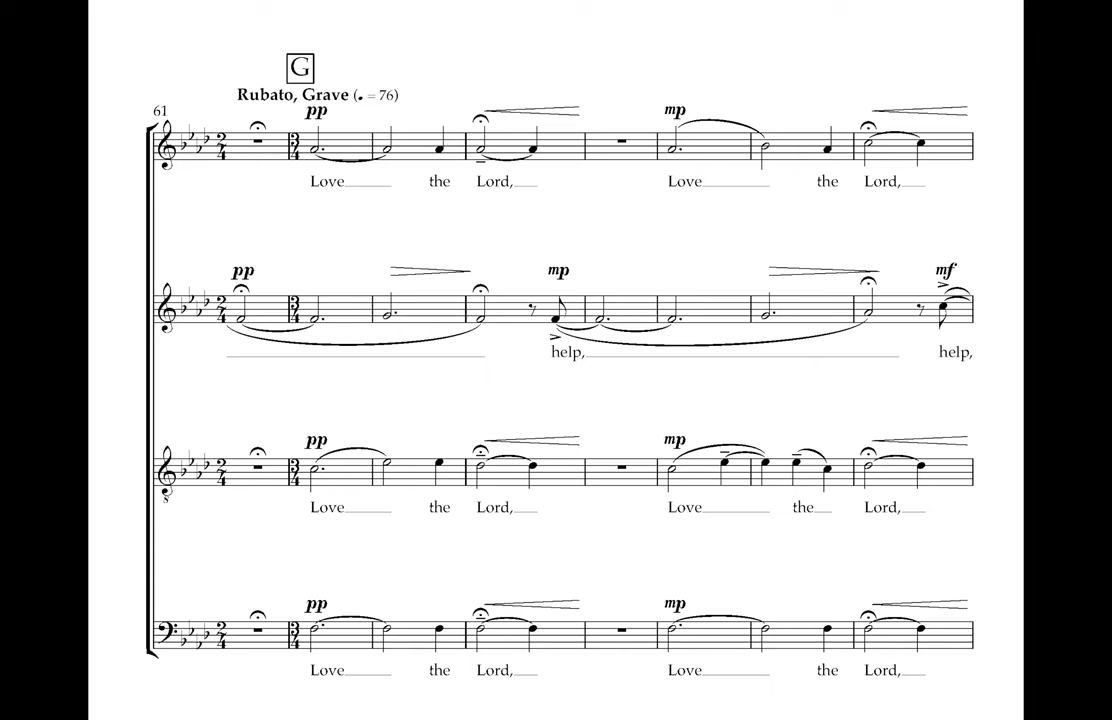 G
Rubato, Grave (♩. = 76)
61
pp mp
Love the Lord, Love the Lord,
pp mp mf
help, help,
pp mp
Love the Lord, Love the Lord,
8
pp mp
Love the Lord, Love the Lord,